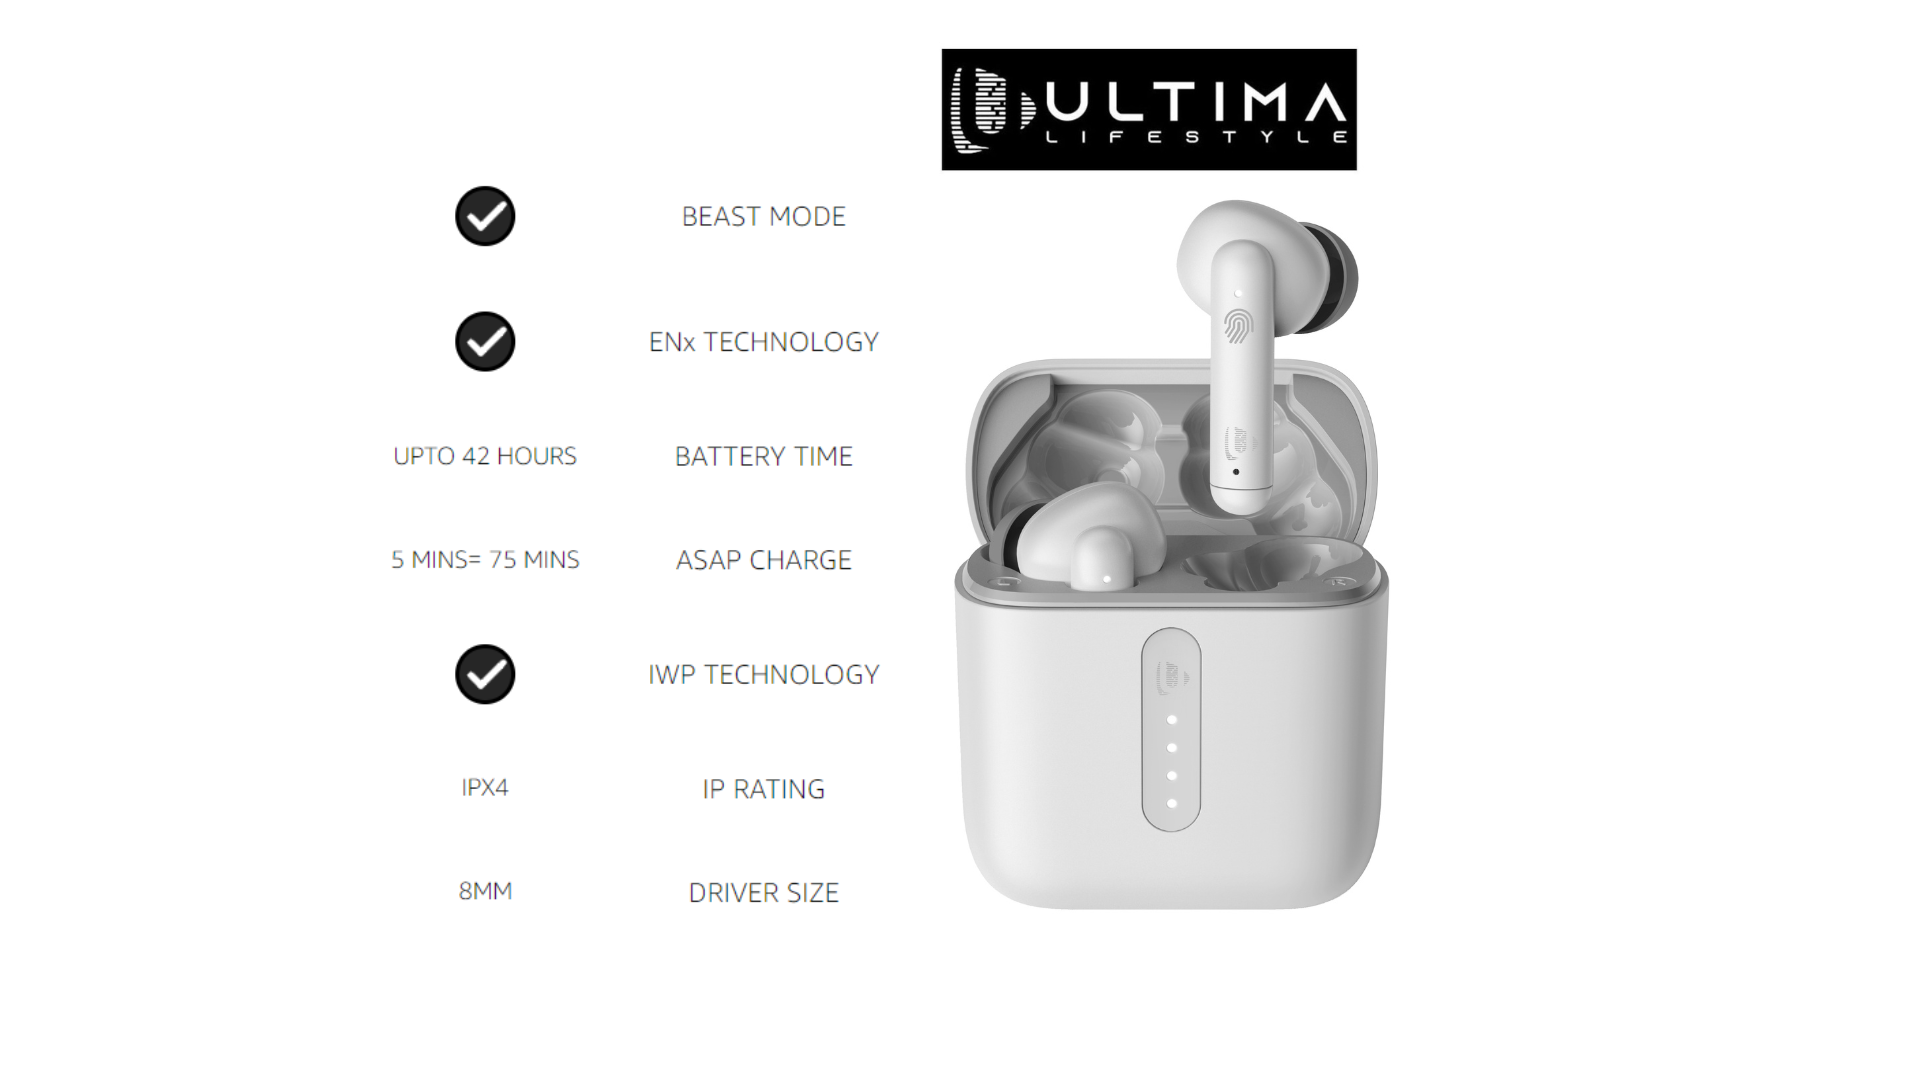 ULTIMA
LIFESTYLE
BEAST MODE
ENx TECHNOLOGY
UPTO 42 HOURS BATTERY TIME
5 MINS= 75 MINS ASAP CHARGE
IWP TECHNOLOGY
IPX4 IP RATING
8MM DRIVER SIZE